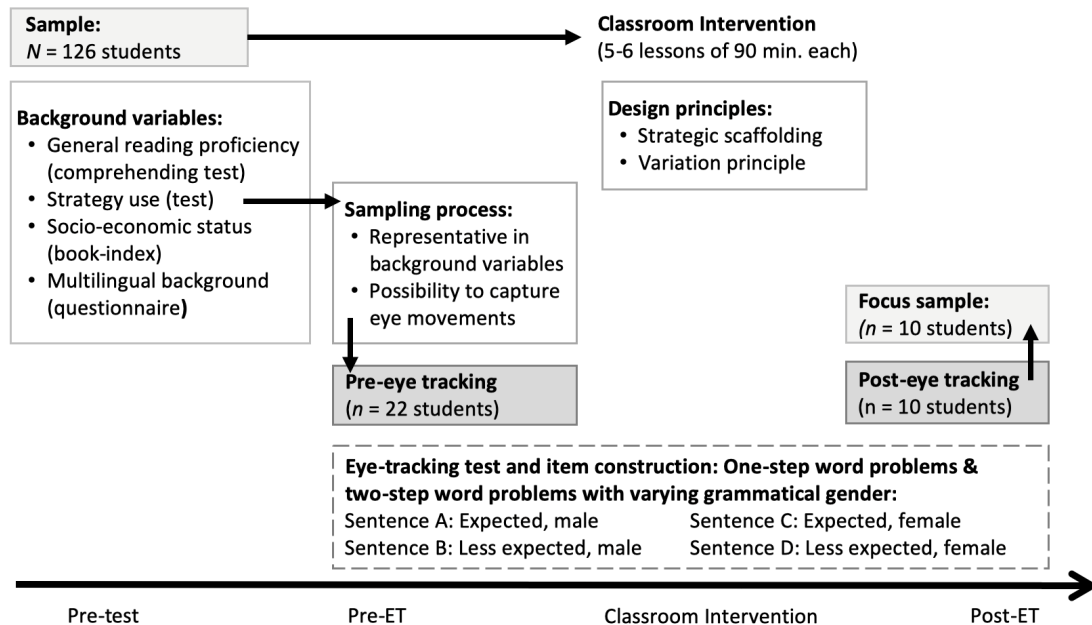 Sample:
N = 126 students
Classroom Intervention
(5-6 lessons of 90 min. each)
Background variables:
• General reading proficiency
(comprehending test)
• Strategy use (test)
• Socio-economic status
(book-index)
• Multilingual background
(questionnaire)
Design principles:
• Strategic scaffolding
• Variation principle
Sampling process:
• Representative in
background variables
• Possibility to capture
eye movements
Pre-eye tracking
(n = 22 students)
Focus sample:
(n = 10 students)
Post-eye tracking
(n = 10 students)
Eye-tracking test and item construction: One-step word problems &
two-step word problems with varying grammatical gender:
Sentence A: Expected, male
Sentence C: Expected, female
Sentence B: Less expected, male
Sentence D: Less expected, female
Pre-test
Pre-ET
Classroom Intervention
Post-ET